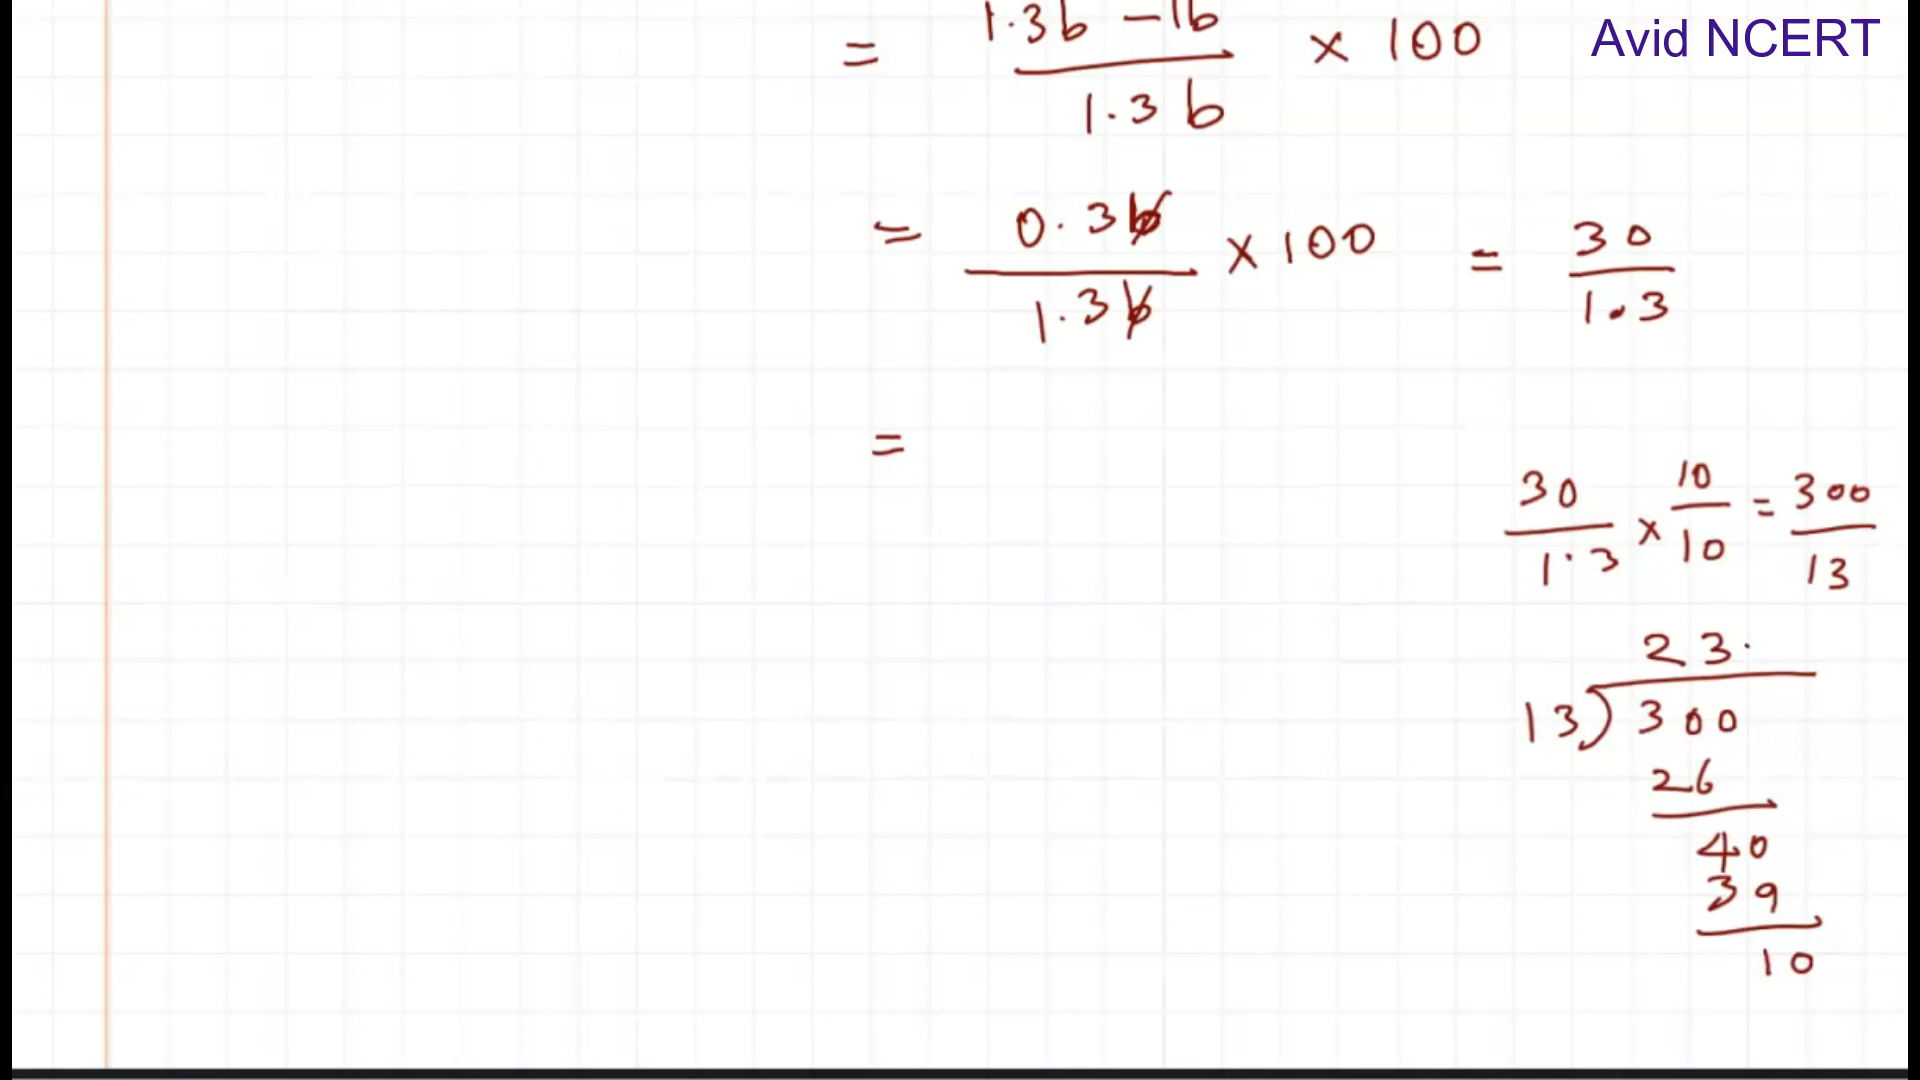 Avid NCERT
= 1.3b - 1b / 1.3 b × 100
= 0.3b / 1.3b × 100 = 30 / 1.3
=
30 / 1.3 × 10 / 10 = 300 / 13
23.
13) 300
26
40
39
10